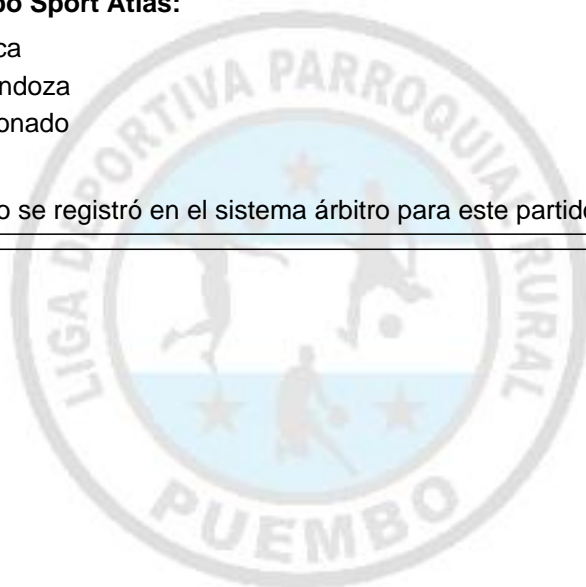 po Sport Atlas:
ca
ndoza
onado
o se registró en el sistema árbitro para este partido
LIGA DEPORTIVA PARROQUIAL RURAL
PUEMBO